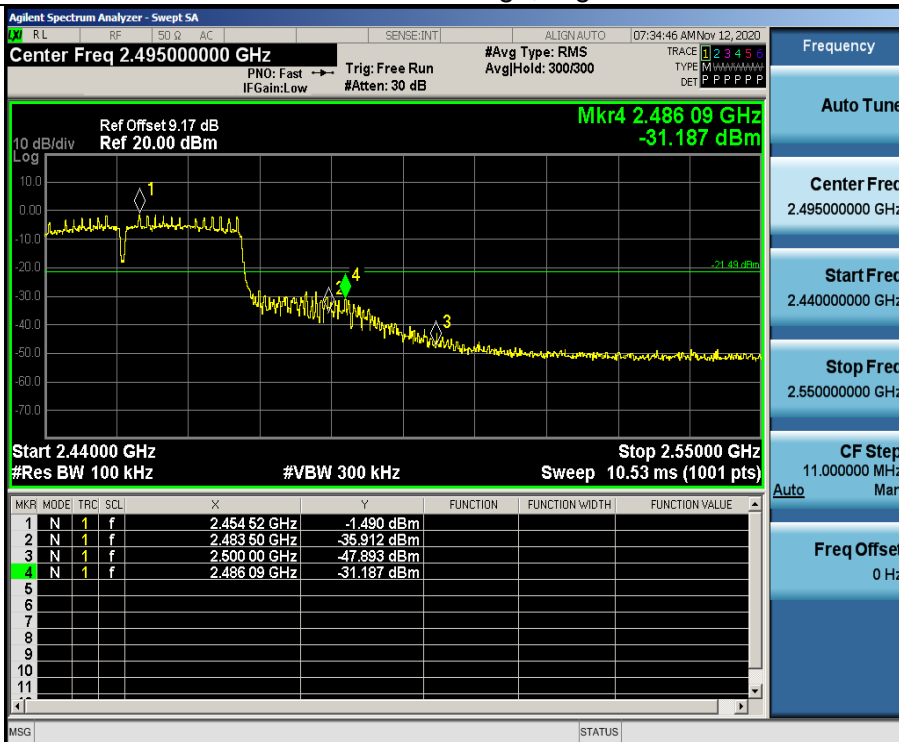 Agilent Spectrum Analyzer - Swept SA
LXI RL RF 50 Ω AC SENSE:INT ALIGN AUTO 07:34:46 AM Nov 12, 2020
Center Freq 2.495000000 GHz
PNO: Fast
IFGain:Low
Trig: Free Run
#Atten: 30 dB
#Avg Type: RMS
Avg|Hold: 300/300
TRACE 1 2 3 4 5 6
TYPE M
DET P P P P P P
Mkr4 2.486 09 GHz
-31.187 dBm
Ref Offset 9.17 dB
10 dB/div Ref 20.00 dBm
Log
10.0
0.00
-10.0
-20.0
-30.0
-40.0
-50.0
-60.0
-70.0
1
2
4
3
-21.49 dBm
Start 2.44000 GHz Stop 2.55000 GHz
#Res BW 100 kHz #VBW 300 kHz Sweep 10.53 ms (1001 pts)
MKR MODE TRC SCL X Y FUNCTION FUNCTION WIDTH FUNCTION VALUE
1 N 1 f 2.454 52 GHz -1.490 dBm
2 N 1 f 2.483 50 GHz -35.912 dBm
3 N 1 f 2.500 00 GHz -47.893 dBm
4 N 1 f 2.486 09 GHz -31.187 dBm
5
6
7
8
9
10
11
MSG STATUS
Frequency
Auto Tune
Center Freq
2.495000000 GHz
Start Freq
2.440000000 GHz
Stop Freq
2.550000000 GHz
CF Step
11.000000 MHz
Auto Man
Freq Offset
0 Hz